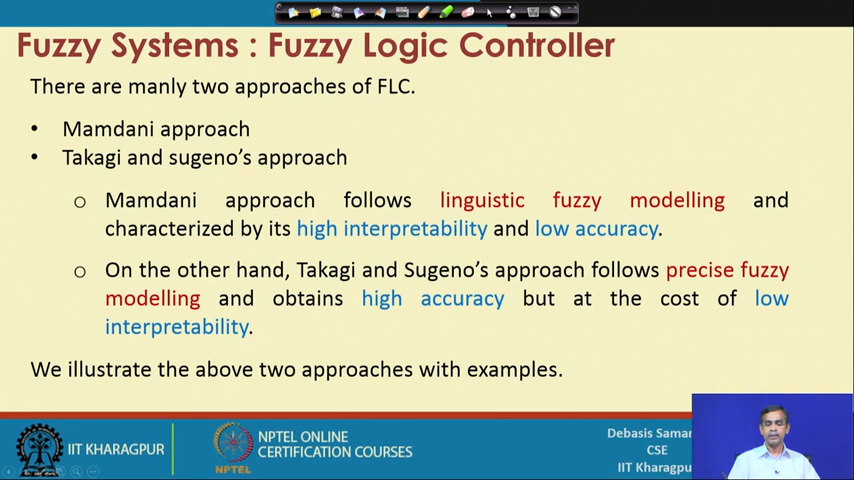 Fuzzy Systems : Fuzzy Logic Controller
There are manly two approaches of FLC.
• Mamdani approach
• Takagi and sugeno's approach
o Mamdani approach follows linguistic fuzzy modelling and
characterized by its high interpretability and low accuracy.
o On the other hand, Takagi and Sugeno's approach follows precise fuzzy
modelling and obtains high accuracy but at the cost of low
interpretability.
We illustrate the above two approaches with examples.
IIT KHARAGPUR
NPTEL
NPTEL ONLINE
CERTIFICATION COURSES
Debasis Saman
CSE
IIT Kharagpu